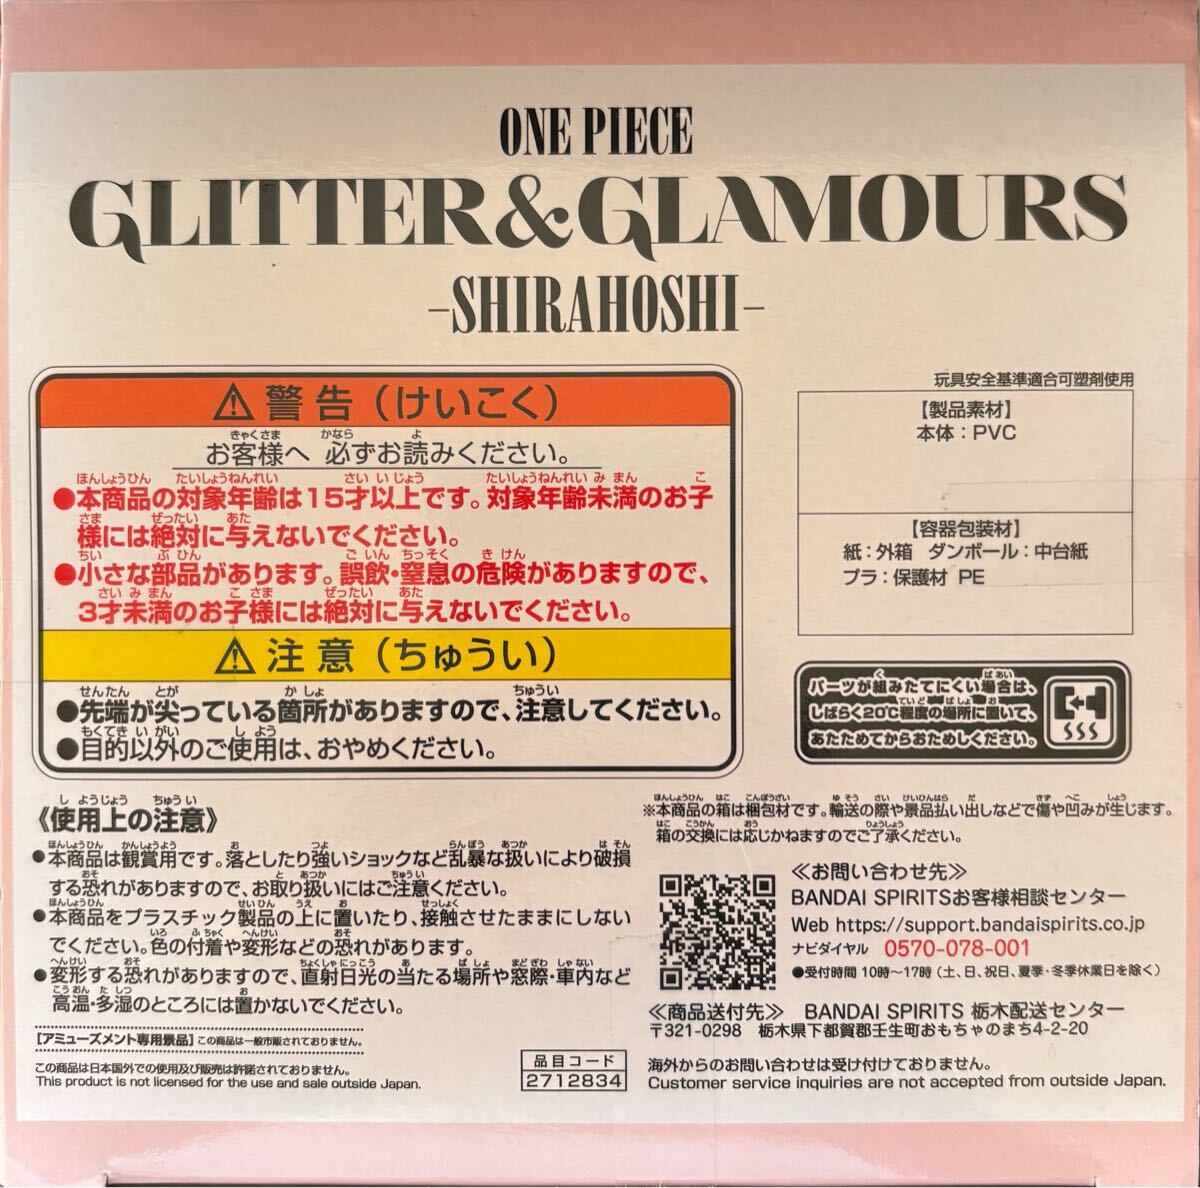 ONE PIECE
GLITTER&GLAMOURS
-SHIRAHOSHI-
⚠警告（けいこく）
お客様へ 必ずお読みください。
●本商品の対象年齢は15才以上です。対象年齢未満のお子
様には絶対に与えないでください。
●小さな部品があります。誤飲・窒息の危険がありますので、
3才未満のお子様には絶対に与えないでください。
⚠注意（ちゅうい）
●先端が尖っている箇所がありますので、注意してください。
●目的以外のご使用は、おやめください。
玩具安全基準適合可塑剤使用
【製品素材】
本体：PVC
【容器包装材】
紙：外箱 ダンボール：中台紙
プラ：保護材 PE
パーツが組みたてにくい場合は、
しばらく20℃程度の場所に置いて、
あたためてからおためしください。
《使用上の注意》
●本商品は観賞用です。落としたり強いショックなど乱暴な扱いにより破損
する恐れがありますので、お取り扱いにはご注意ください。
●本商品をプラスチック製品の上に置いたり、接触させたままにしない
でください。色の付着や変形などの恐れがあります。
●変形する恐れがありますので、直射日光の当たる場所や窓際・車内など
高温・多湿のところには置かないでください。
[アミューズメント専用景品] この商品は一般市販されておりません。
この商品は日本国外での使用及び販売は許諾されておりません。
This product is not licensed for the use and sale outside Japan.
品目コード
2712834
※本商品の箱は梱包材です。輸送の際や景品払い出しなどで傷や凹みが生じます。
箱の交換には応じかねますのでご了承ください。
≪お問い合わせ先≫
BANDAI SPIRITSお客様相談センター
Web https://support.bandaispirits.co.jp
ナビダイヤル 0570-078-001
●受付時間 10時～17時（土、日、祝日、夏季・冬季休業日を除く）
≪商品送付先≫ BANDAI SPIRITS 栃木配送センター
〒321-0298 栃木県下都賀郡壬生町おもちゃのまち4-2-20
海外からのお問い合わせは受け付けておりません。
Customer service inquiries are not accepted from outside Japan.